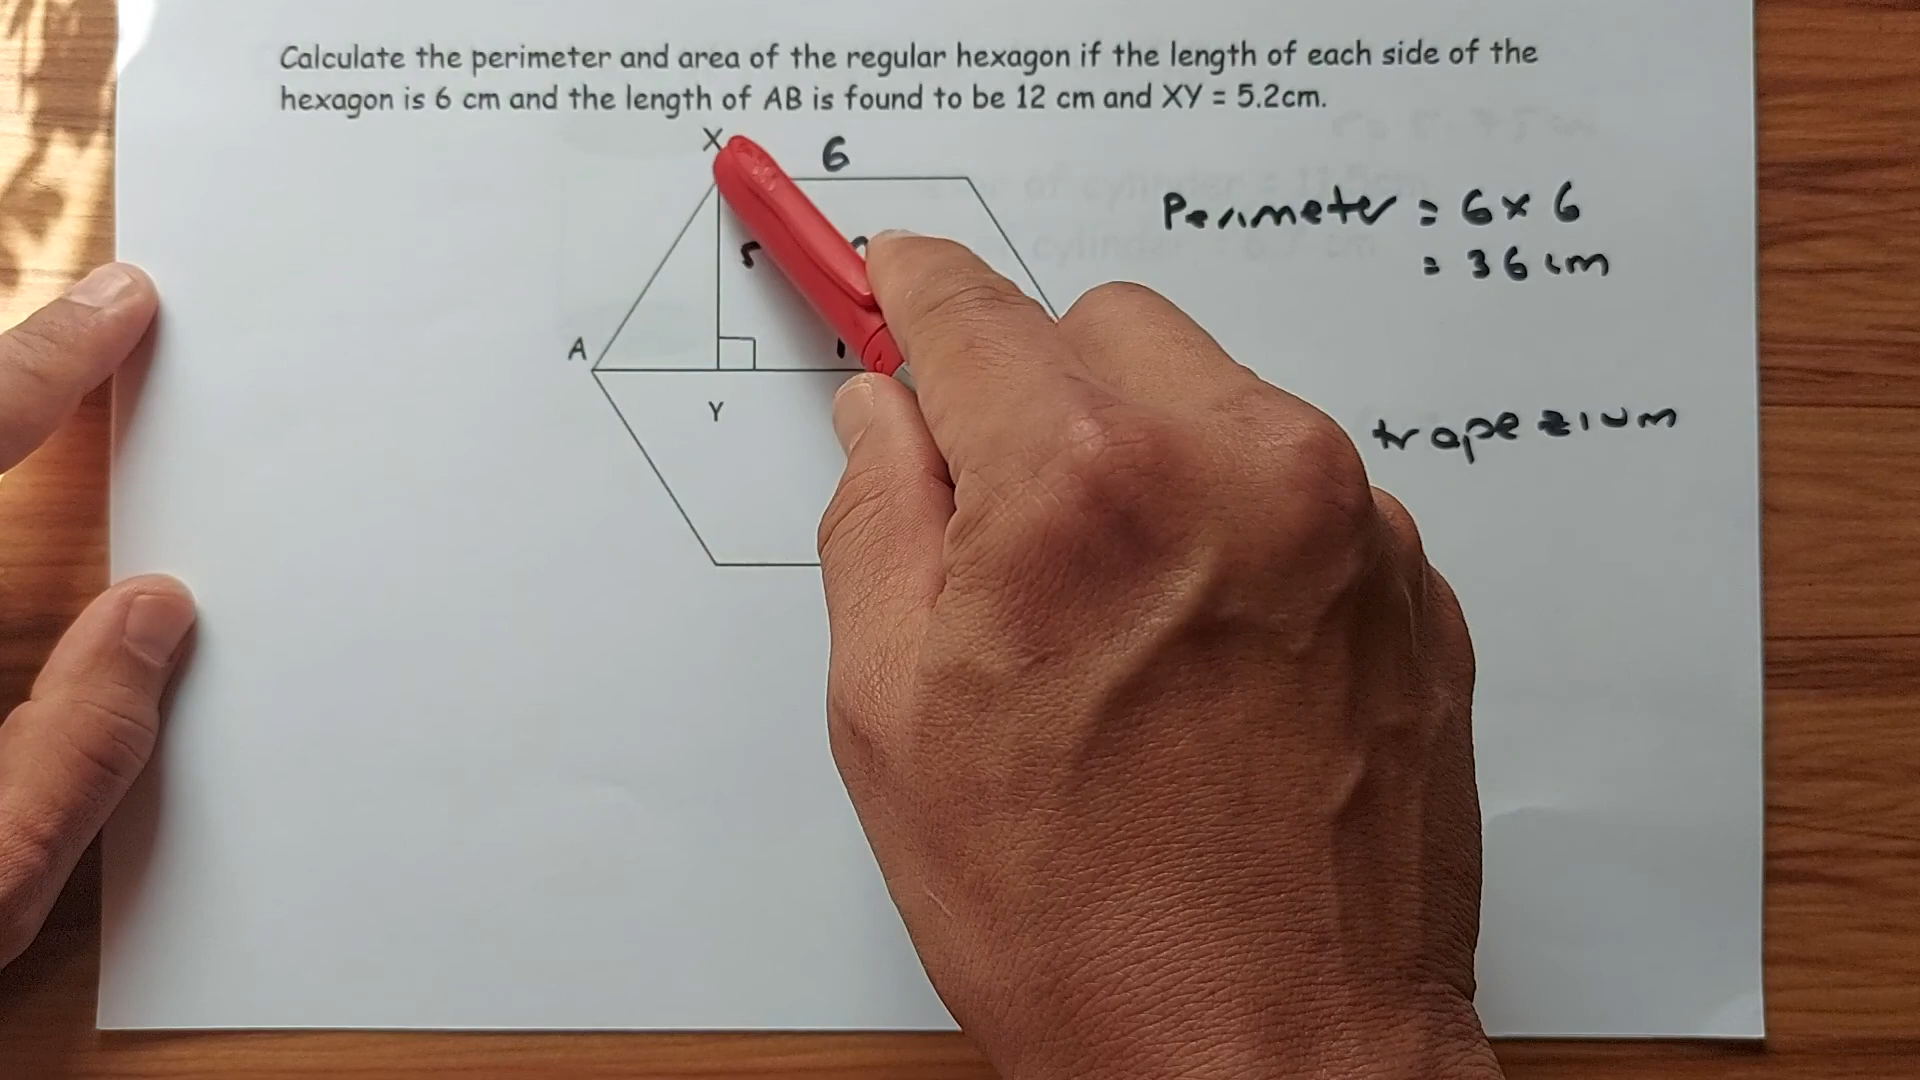 Calculate the perimeter and area of the regular hexagon if the length of each side of the
hexagon is 6 cm and the length of AB is found to be 12 cm and XY = 5.2cm.
X
6
Perimeter = 6 x 6
= 36 cm
5
A
Y
trapezium